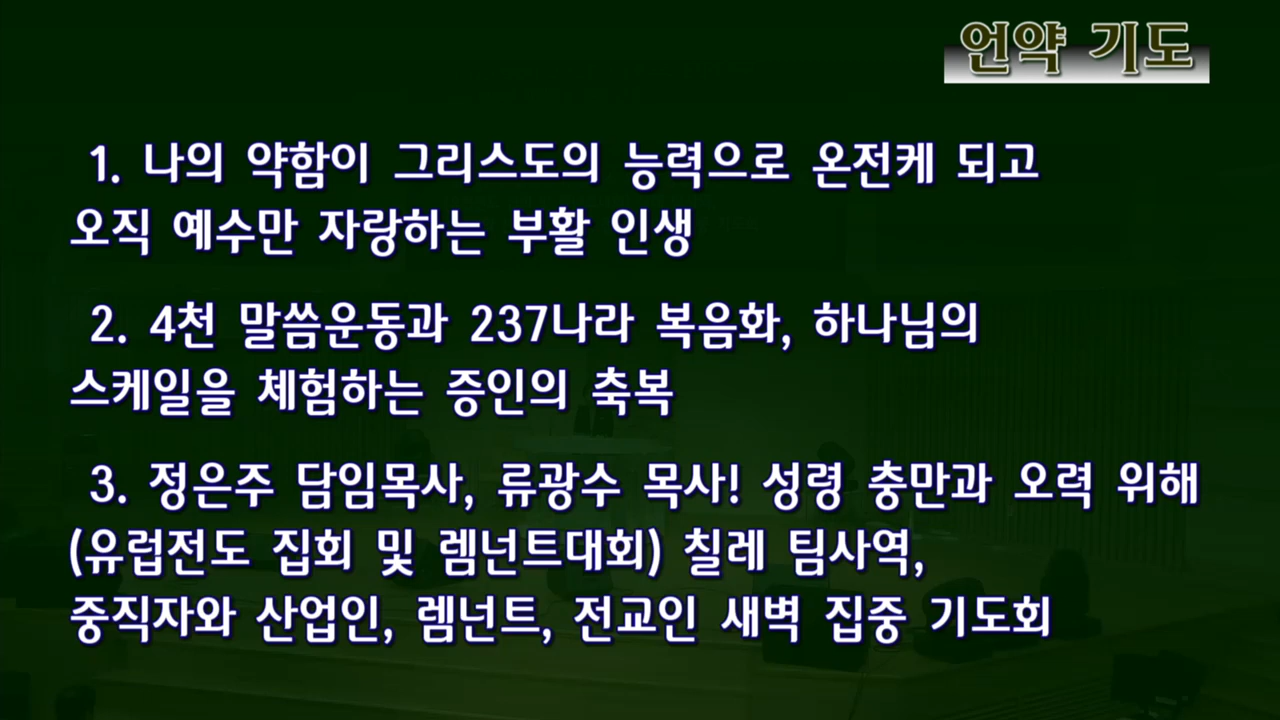 언약 기도
1. 나의 약함이 그리스도의 능력으로 온전케 되고
오직 예수만 자랑하는 부활 인생
2. 4천 말씀운동과 237나라 복음화, 하나님의
스케일을 체험하는 증인의 축복
3. 정은주 담임목사, 류광수 목사! 성령 충만과 오력 위해
(유럽전도 집회 및 렘넌트대회) 칠레 팀사역,
중직자와 산업인, 렘넌트, 전교인 새벽 집중 기도회